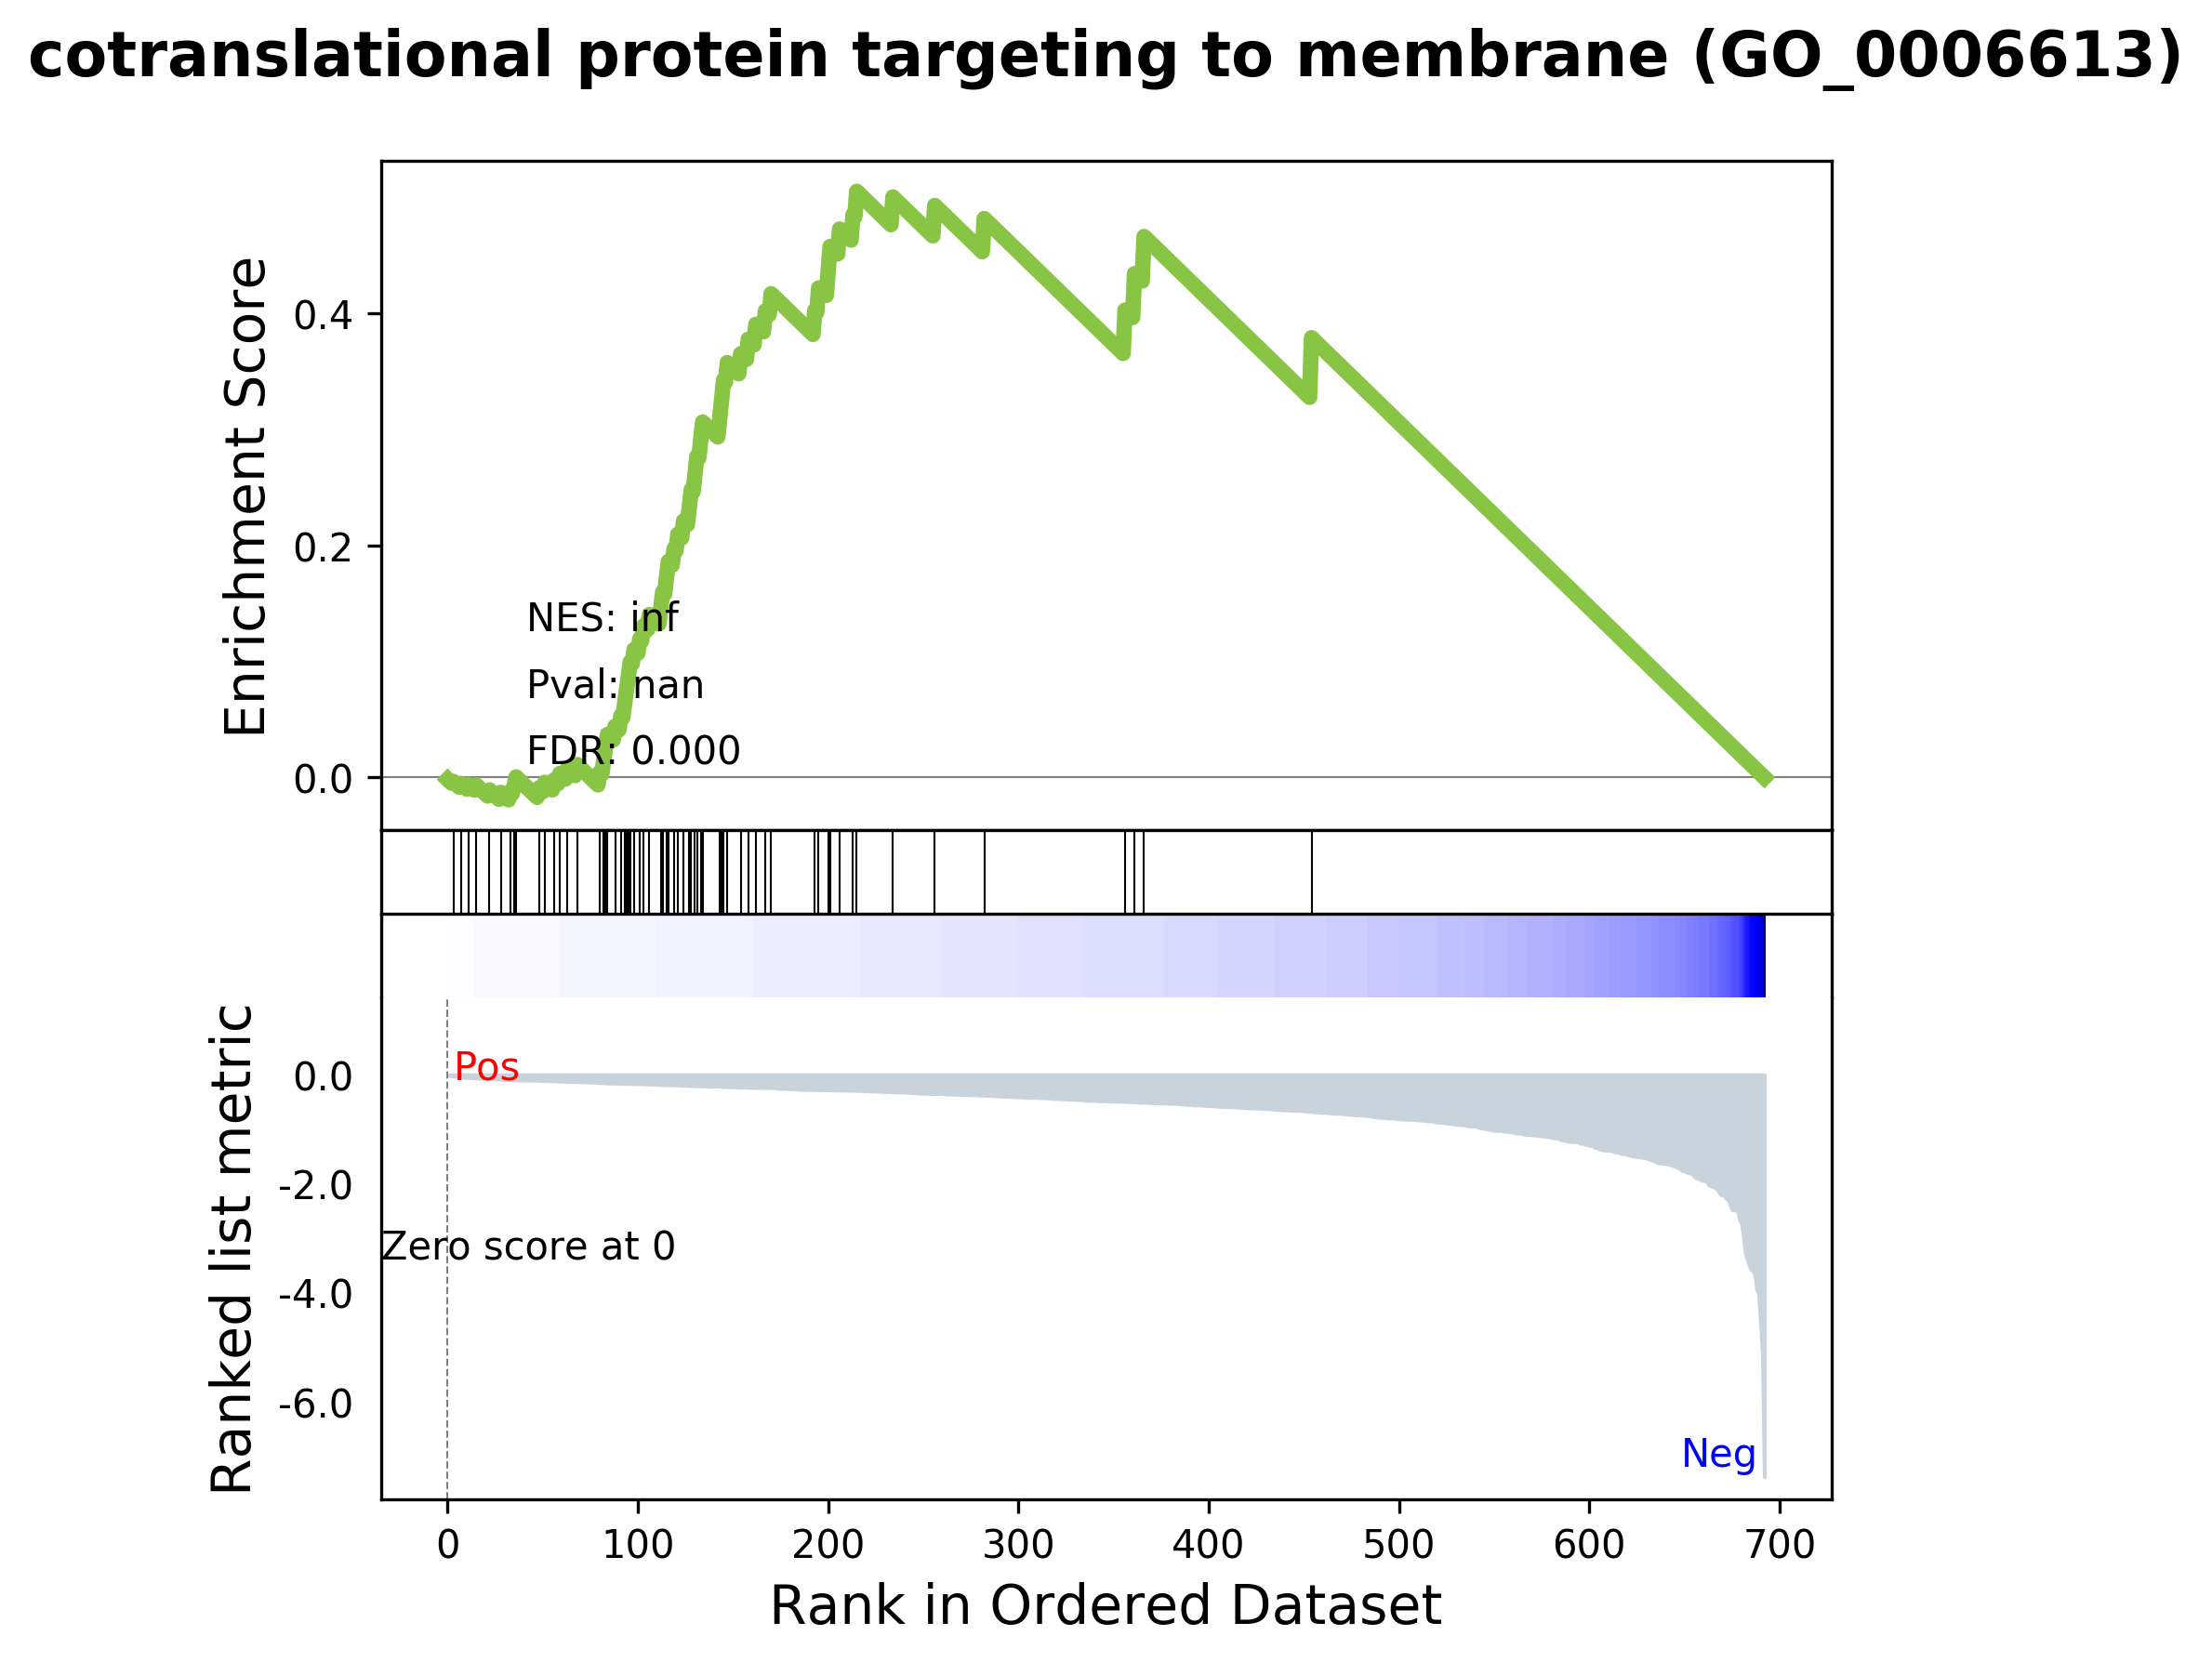 cotranslational protein targeting to membrane (GO_0006613)
Enrichment Score
0.4
0.2
0.0
NES: inf
Pval: nan
FDR: 0.000
Ranked list metric
0.0
-2.0
-4.0
-6.0
Pos
Zero score at 0
Neg
0 100 200 300 400 500 600 700
Rank in Ordered Dataset